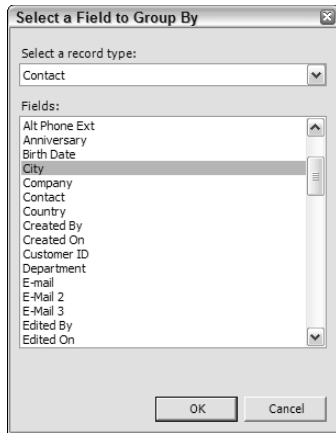 Select a Field to Group By
Select a record type:
Contact
Fields:
Alt Phone Ext
Anniversary
Birth Date
City
Company
Contact
Country
Created By
Created On
Customer ID
Department
E-mail
E-Mail 2
E-Mail 3
Edited By
Edited On
OK
Cancel